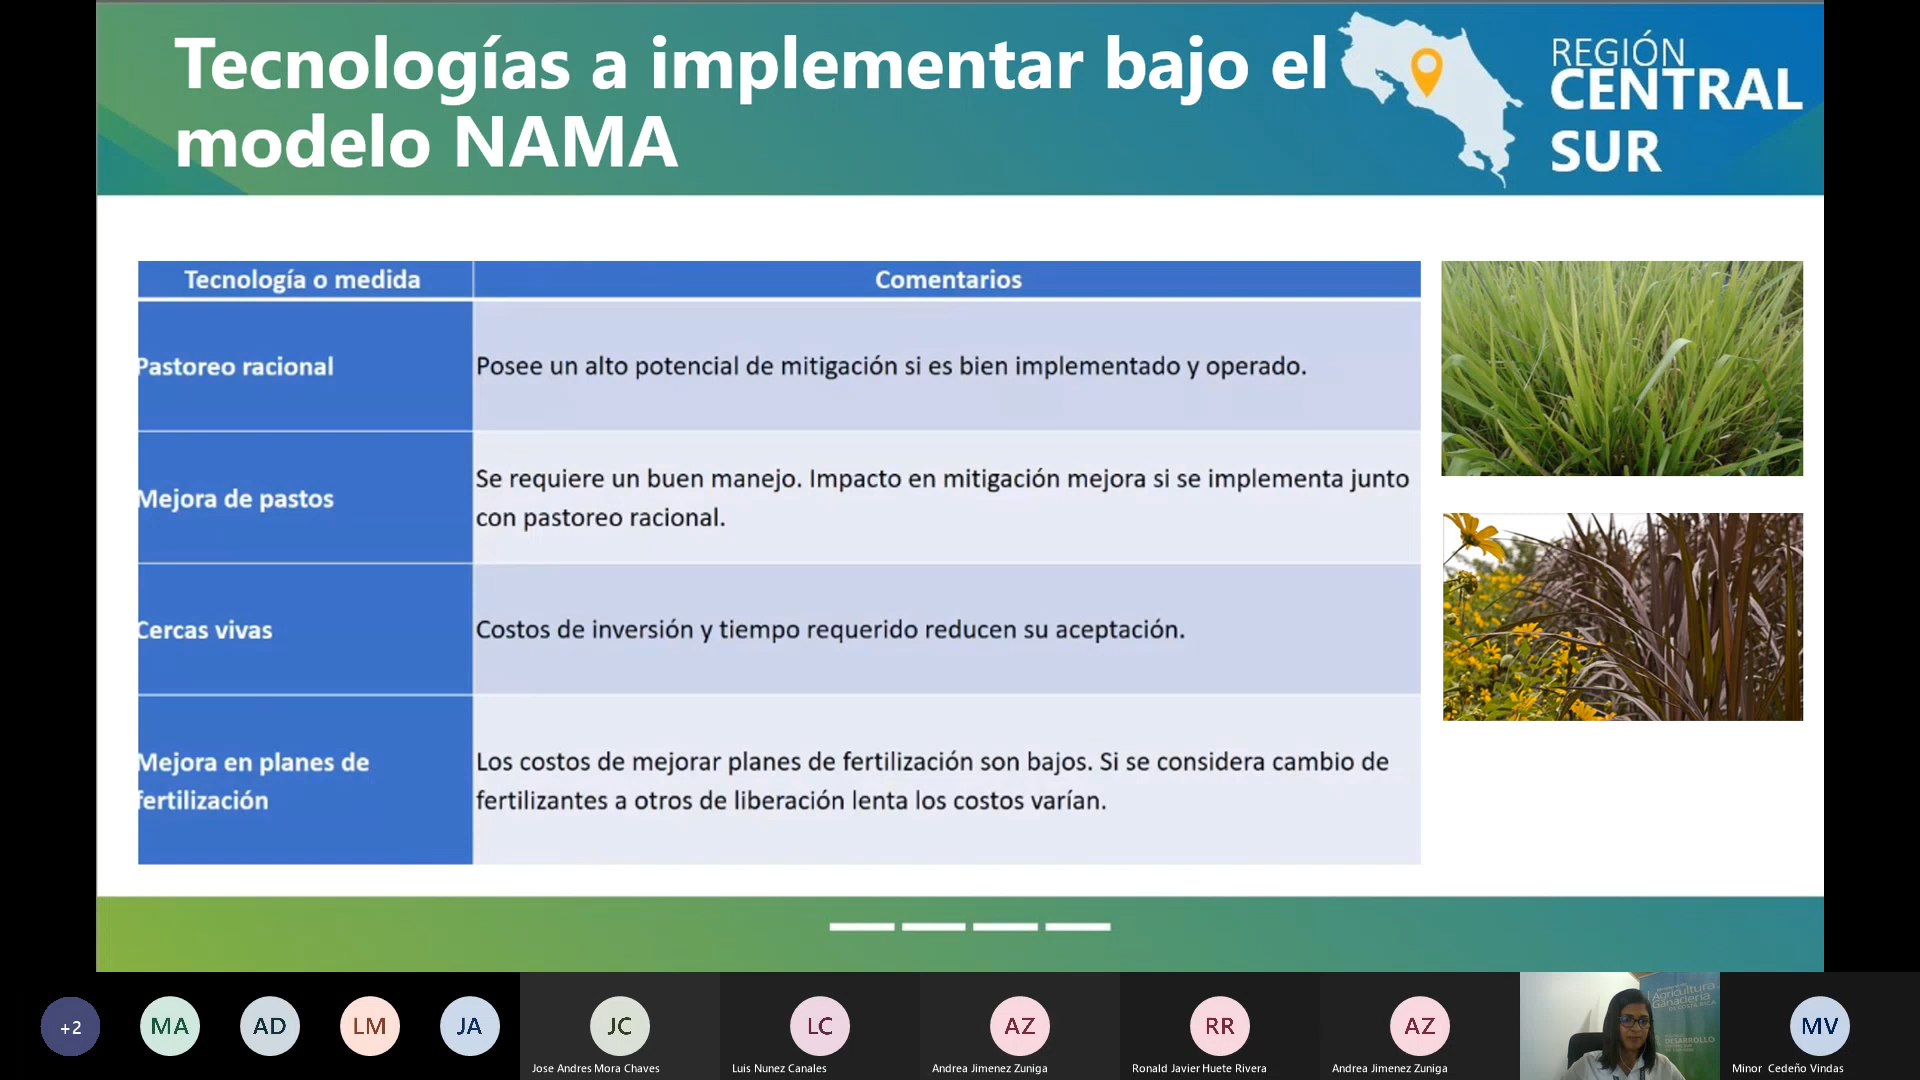 Tecnologías a implementar bajo el
modelo NAMA
REGIÓN
CENTRAL
SUR
Tecnología o medida
Comentarios
Pastoreo racional
Posee un alto potencial de mitigación si es bien implementado y operado.
Mejora de pastos
Se requiere un buen manejo. Impacto en mitigación mejora si se implementa junto
con pastoreo racional.
Cercas vivas
Costos de inversión y tiempo requerido reducen su aceptación.
Mejora en planes de
fertilización
Los costos de mejorar planes de fertilización son bajos. Si se considera cambio de
fertilizantes a otros de liberación lenta los costos varían.
+2
MA
AD
LM
JA
JC
Jose Andres Mora Chaves
LC
Luis Nunez Canales
AZ
Andrea Jimenez Zuniga
RR
Ronald Javier Huete Rivera
AZ
Andrea Jimenez Zuniga
Agricultura
Ganadería
DESARROLLO
MV
Minor Cedeño Vindas